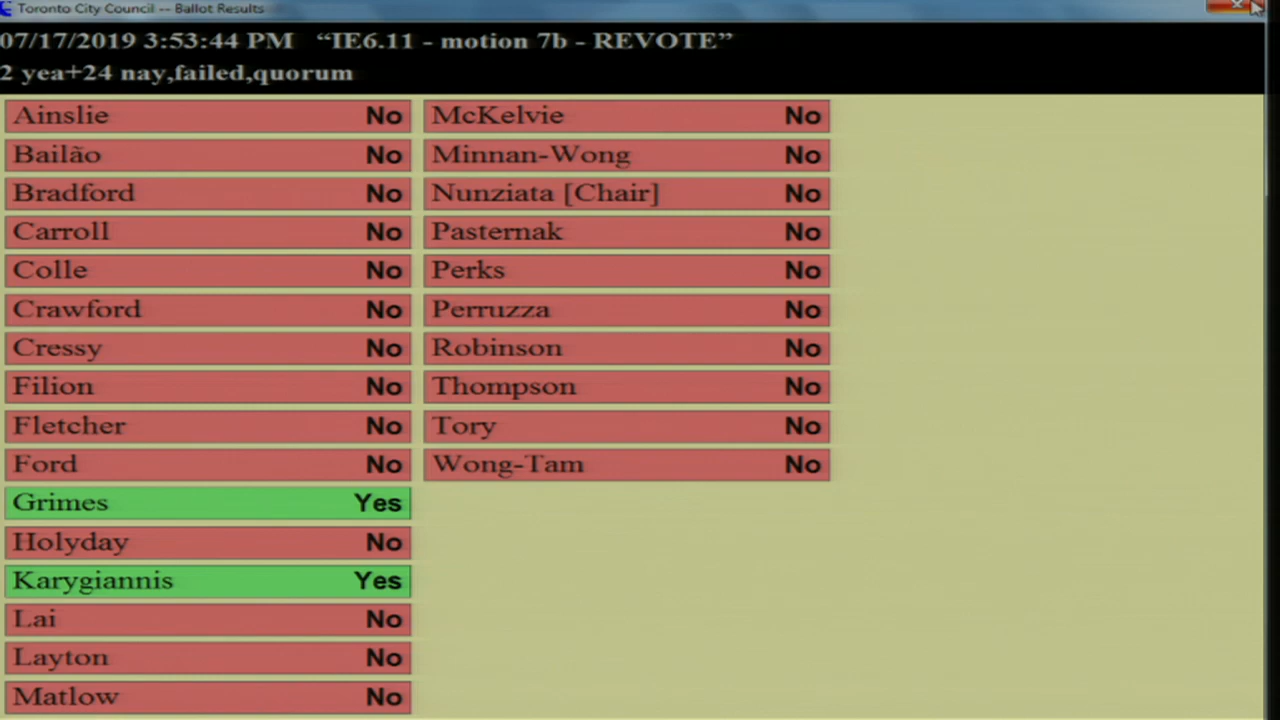 Toronto City Council -- Ballot Results
07/17/2019 3:53:44 PM "IE6.11 - motion 7b - REVOTE"
2 yea+24 nay,failed,quorum
Ainslie No
Bailão No
Bradford No
Carroll No
Colle No
Crawford No
Cressy No
Filion No
Fletcher No
Ford No
Grimes Yes
Holyday No
Karygiannis Yes
Lai No
Layton No
Matlow No
McKelvie No
Minnan-Wong No
Nunziata [Chair] No
Pasternak No
Perks No
Perruzza No
Robinson No
Thompson No
Tory No
Wong-Tam No